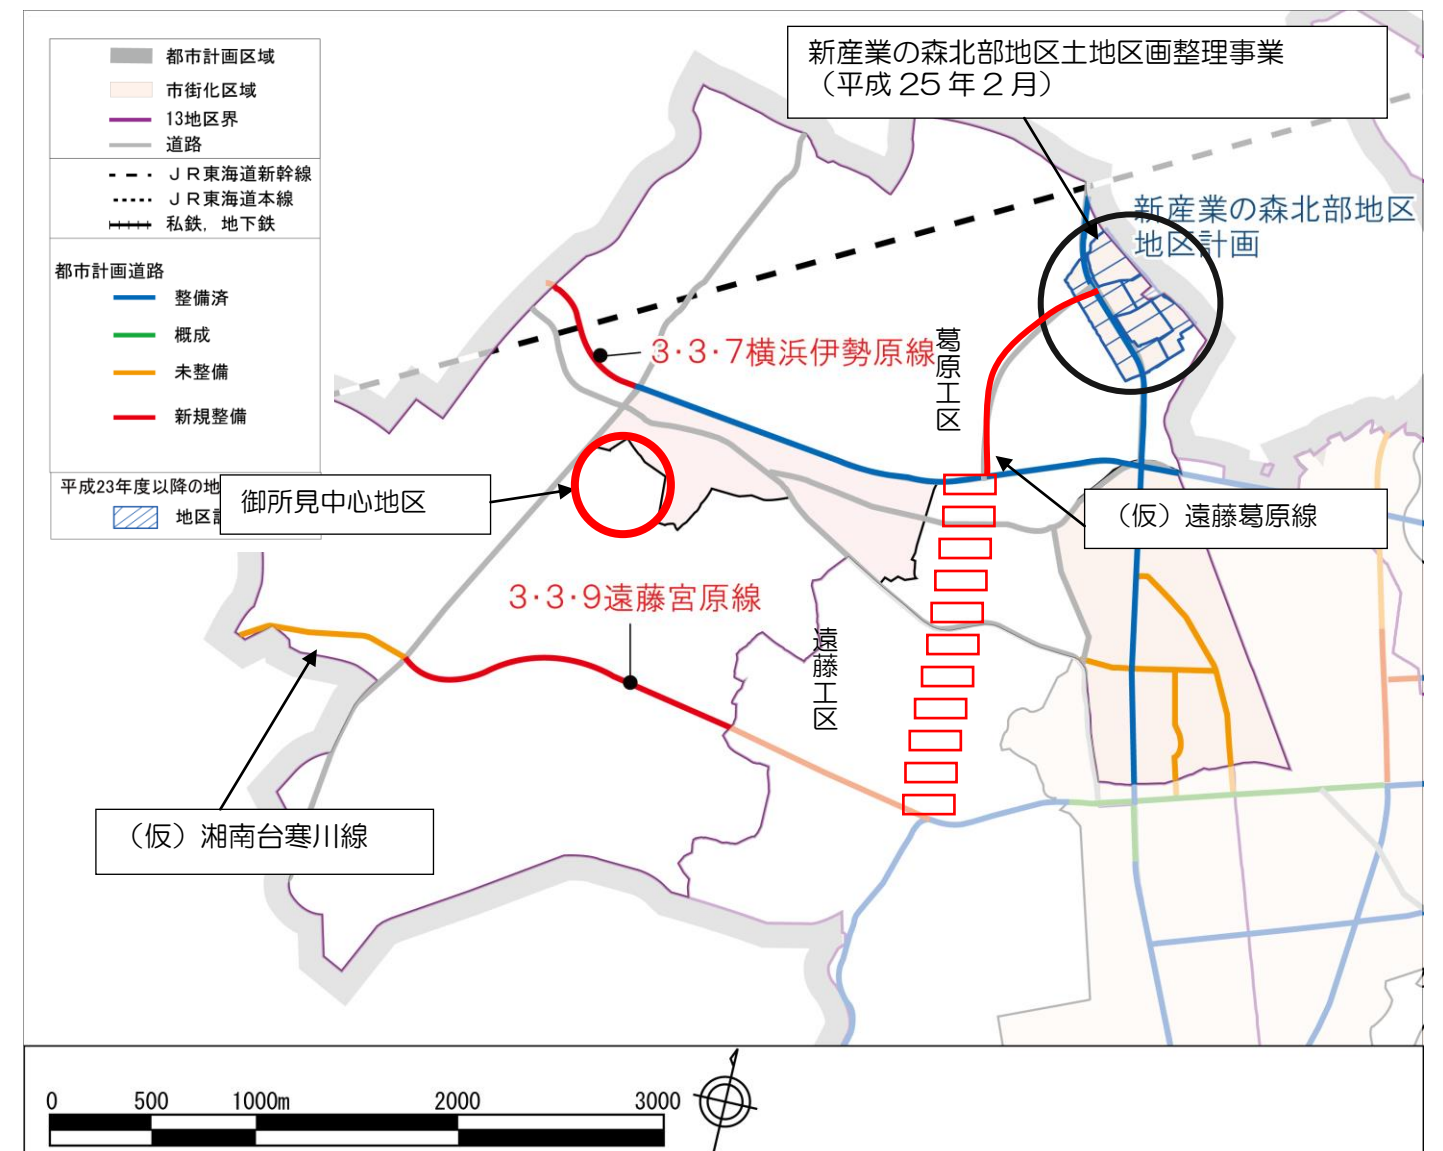 都市計画区域
市街化区域
13地区界
道路
ＪＲ東海道新幹線
ＪＲ東海道本線
私鉄，地下鉄
都市計画道路
整備済
概成
未整備
新規整備
平成23年度以降の地
地区
新産業の森北部地区土地区画整理事業
（平成２５年２月）
新産業の森北部地区
地区計画
3・3・7横浜伊勢原線
葛原工区
御所見中心地区
（仮）遠藤葛原線
3・3・9遠藤宮原線
遠藤工区
（仮）湘南台寒川線
0 500 1000m 2000 3000